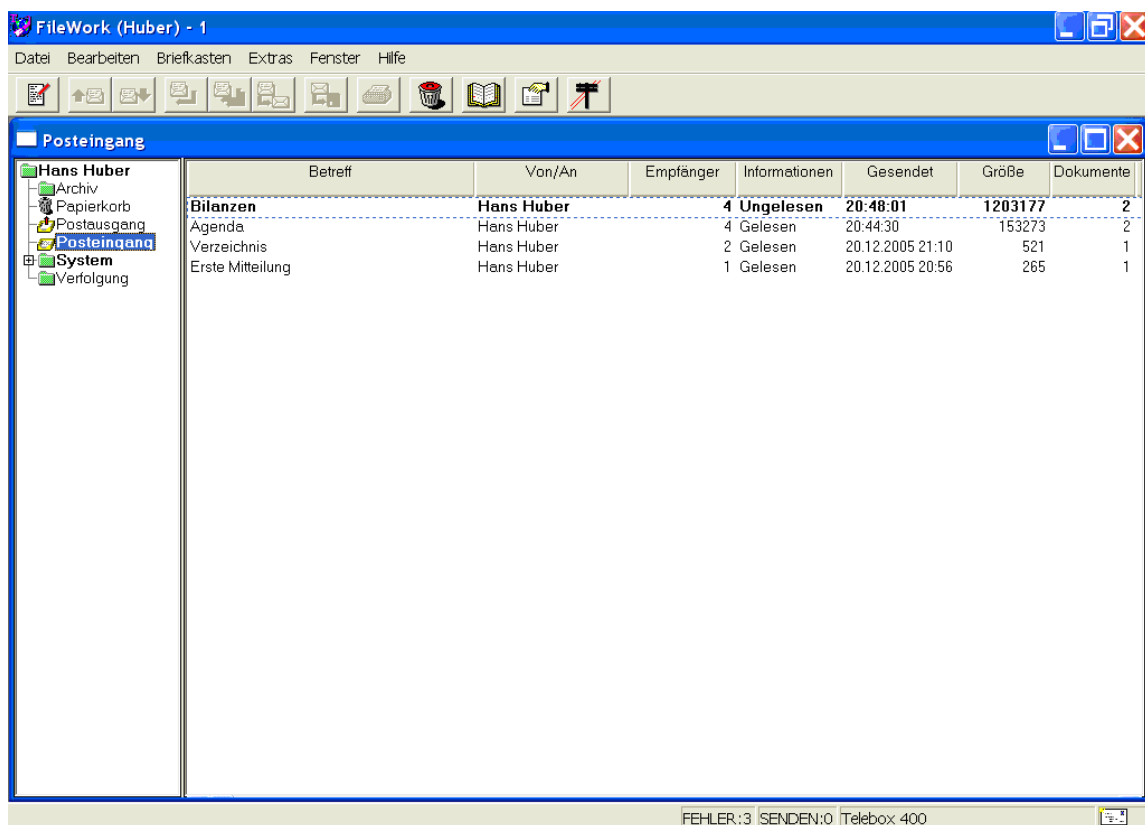 FileWork (Huber) - 1
Datei Bearbeiten Briefkasten Extras Fenster Hilfe
Posteingang
Hans Huber
Archiv
Papierkorb
Postausgang
Posteingang
System
Verfolgung
Betreff Von/An Empfänger Informationen Gesendet Größe Dokumente
Bilanzen Hans Huber 4 Ungelesen 20:48:01 1203177 2
Agenda Hans Huber 4 Gelesen 20:44:30 153273 2
Verzeichnis Hans Huber 2 Gelesen 20.12.2005 21:10 521 1
Erste Mitteilung Hans Huber 1 Gelesen 20.12.2005 20:56 265 1
FEHLER:3 SENDEN:0 Telebox 400